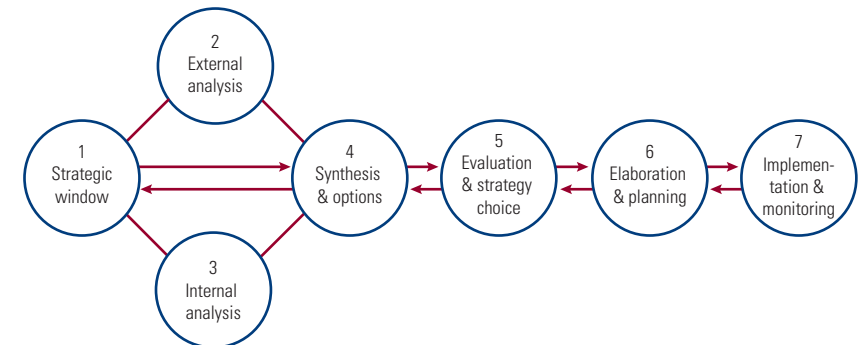 1
Strategic
window
2
External
analysis
3
Internal
analysis
4
Synthesis
& options
5
Evaluation
& strategy
choice
6
Elaboration
& planning
7
Implemen-
tation &
monitoring